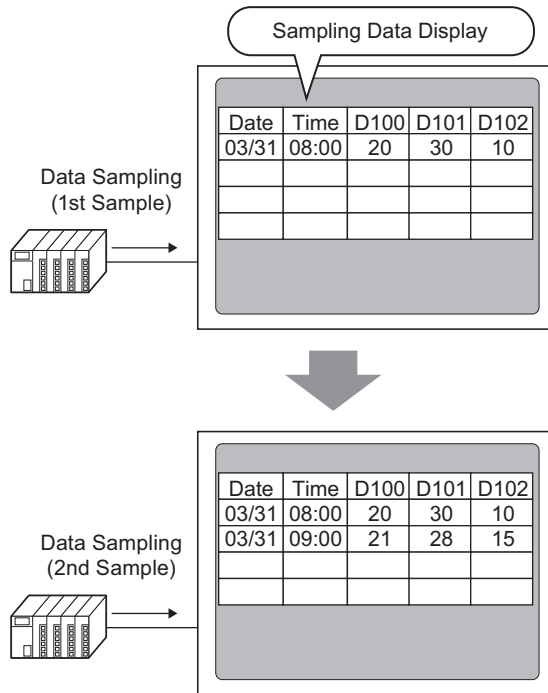 Sampling Data Display
Date Time D100 D101 D102
03/31 08:00 20 30 10
Data Sampling
(1st Sample)
Date Time D100 D101 D102
03/31 08:00 20 30 10
03/31 09:00 21 28 15
Data Sampling
(2nd Sample)